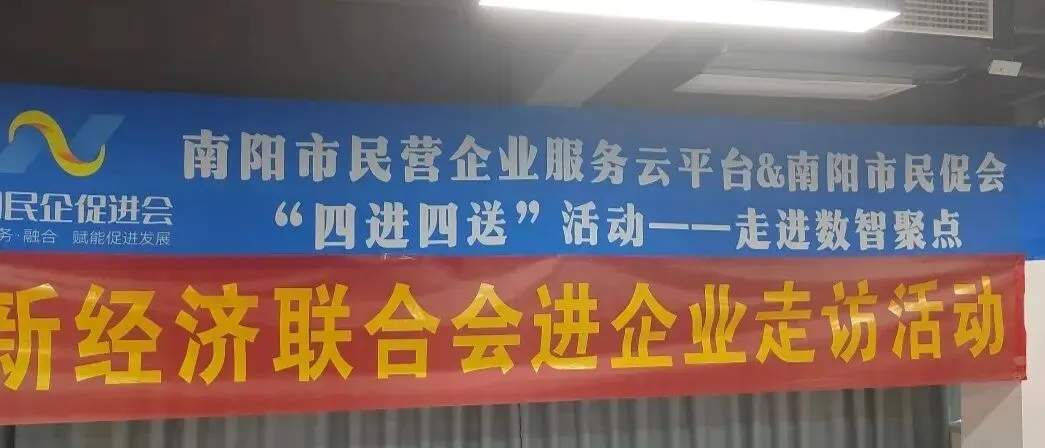 南阳市民营企业服务云平台&南阳市民促会
“四进四送”活动——走进数智聚点
民企促进会
务·融合 赋能促进发展
新经济联合会进企业走访活动